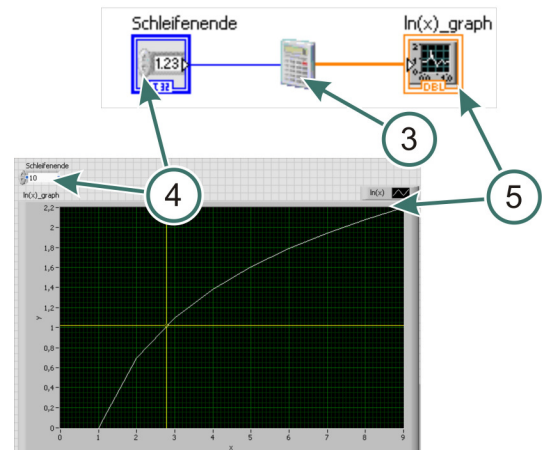 Schleifenende
ln(x)_graph
1.23
I 32
2
DBL
3
4
5
Schleifenende
10
ln(x)_graph
ln(x)
2,2
2
1,8
1,6
1,4
1,2
1
0,8
0,6
0,4
0,2
0
y
0 1 2 3 4 5 6 7 8 9
x